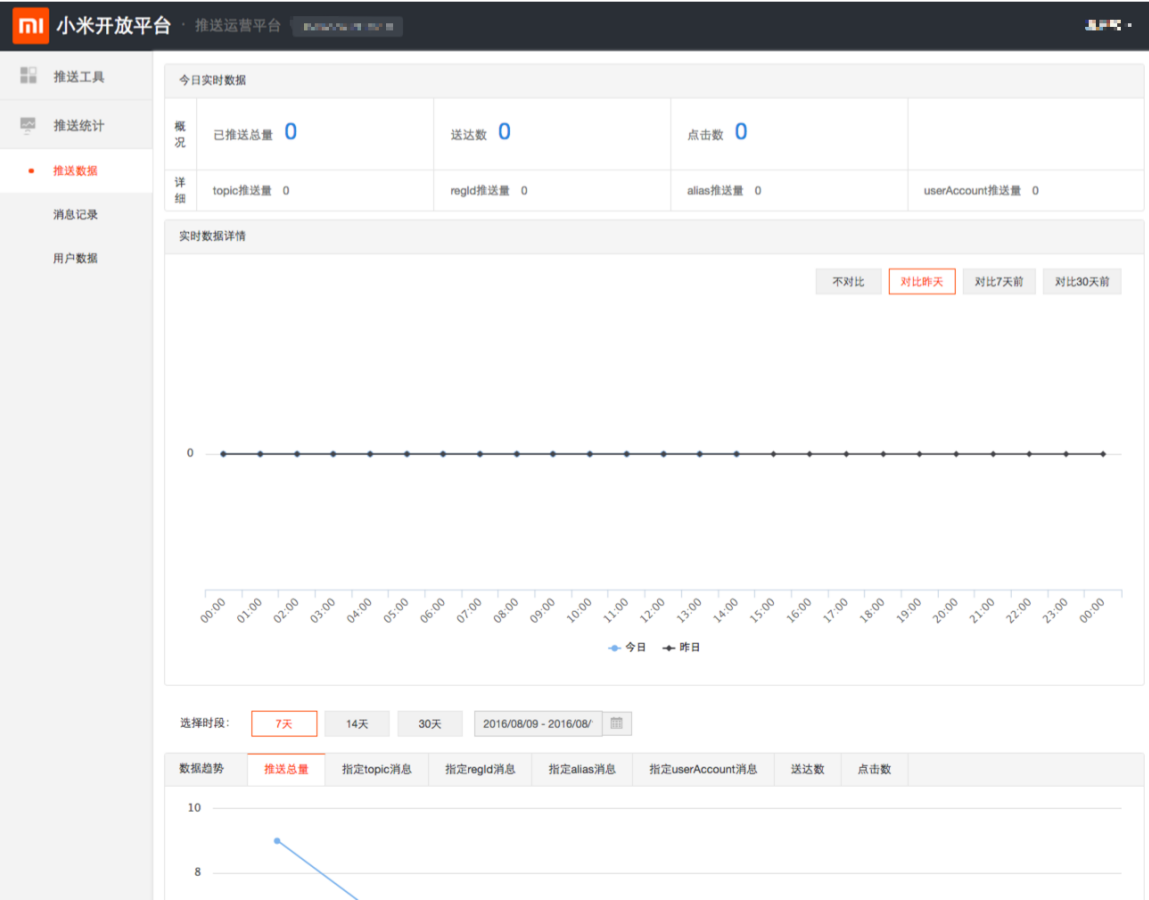 小米开放平台 · 推送运营平台
推送工具
推送统计
推送数据
消息记录
用户数据
今日实时数据
概况 已推送总量 0 送达数 0 点击数 0
详细 topic推送量 0 regId推送量 0 alias推送量 0 userAccount推送量 0
实时数据详情
不对比 对比昨天 对比7天前 对比30天前
0
00:00 01:00 02:00 03:00 04:00 05:00 06:00 07:00 08:00 09:00 10:00 11:00 12:00 13:00 14:00 15:00 16:00 17:00 18:00 19:00 20:00 21:00 22:00 23:00 00:00
今日 昨日
选择时段: 7天 14天 30天 2016/08/09 - 2016/08/
数据趋势 推送总量 指定topic消息 指定regId消息 指定alias消息 指定userAccount消息 送达数 点击数
10
8